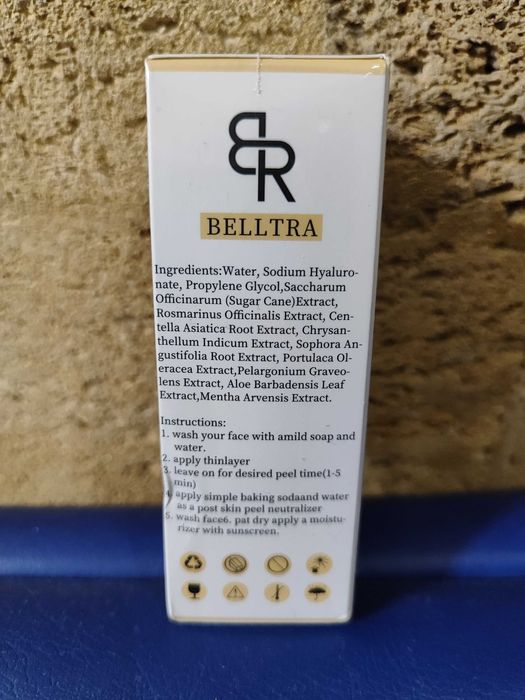 BR
BELLTRA
Ingredients:Water, Sodium Hyaluro-
nate, Propylene Glycol,Saccharum
Officinarum (Sugar Cane)Extract,
Rosmarinus Officinalis Extract, Cen-
tella Asiatica Root Extract, Chrysan-
thellum Indicum Extract, Sophora An-
gustifolia Root Extract, Portulaca Ol-
eracea Extract,Pelargonium Graveo-
lens Extract, Aloe Barbadensis Leaf
Extract,Mentha Arvensis Extract.
Instructions:
1. wash your face with amild soap and
water.
2. apply thinlayer
3. leave on for desired peel time(1-5
min)
4. apply simple baking sodaand water
as a post skin peel neutralizer
5. wash face6. pat dry apply a moistu-
rizer with sunscreen.